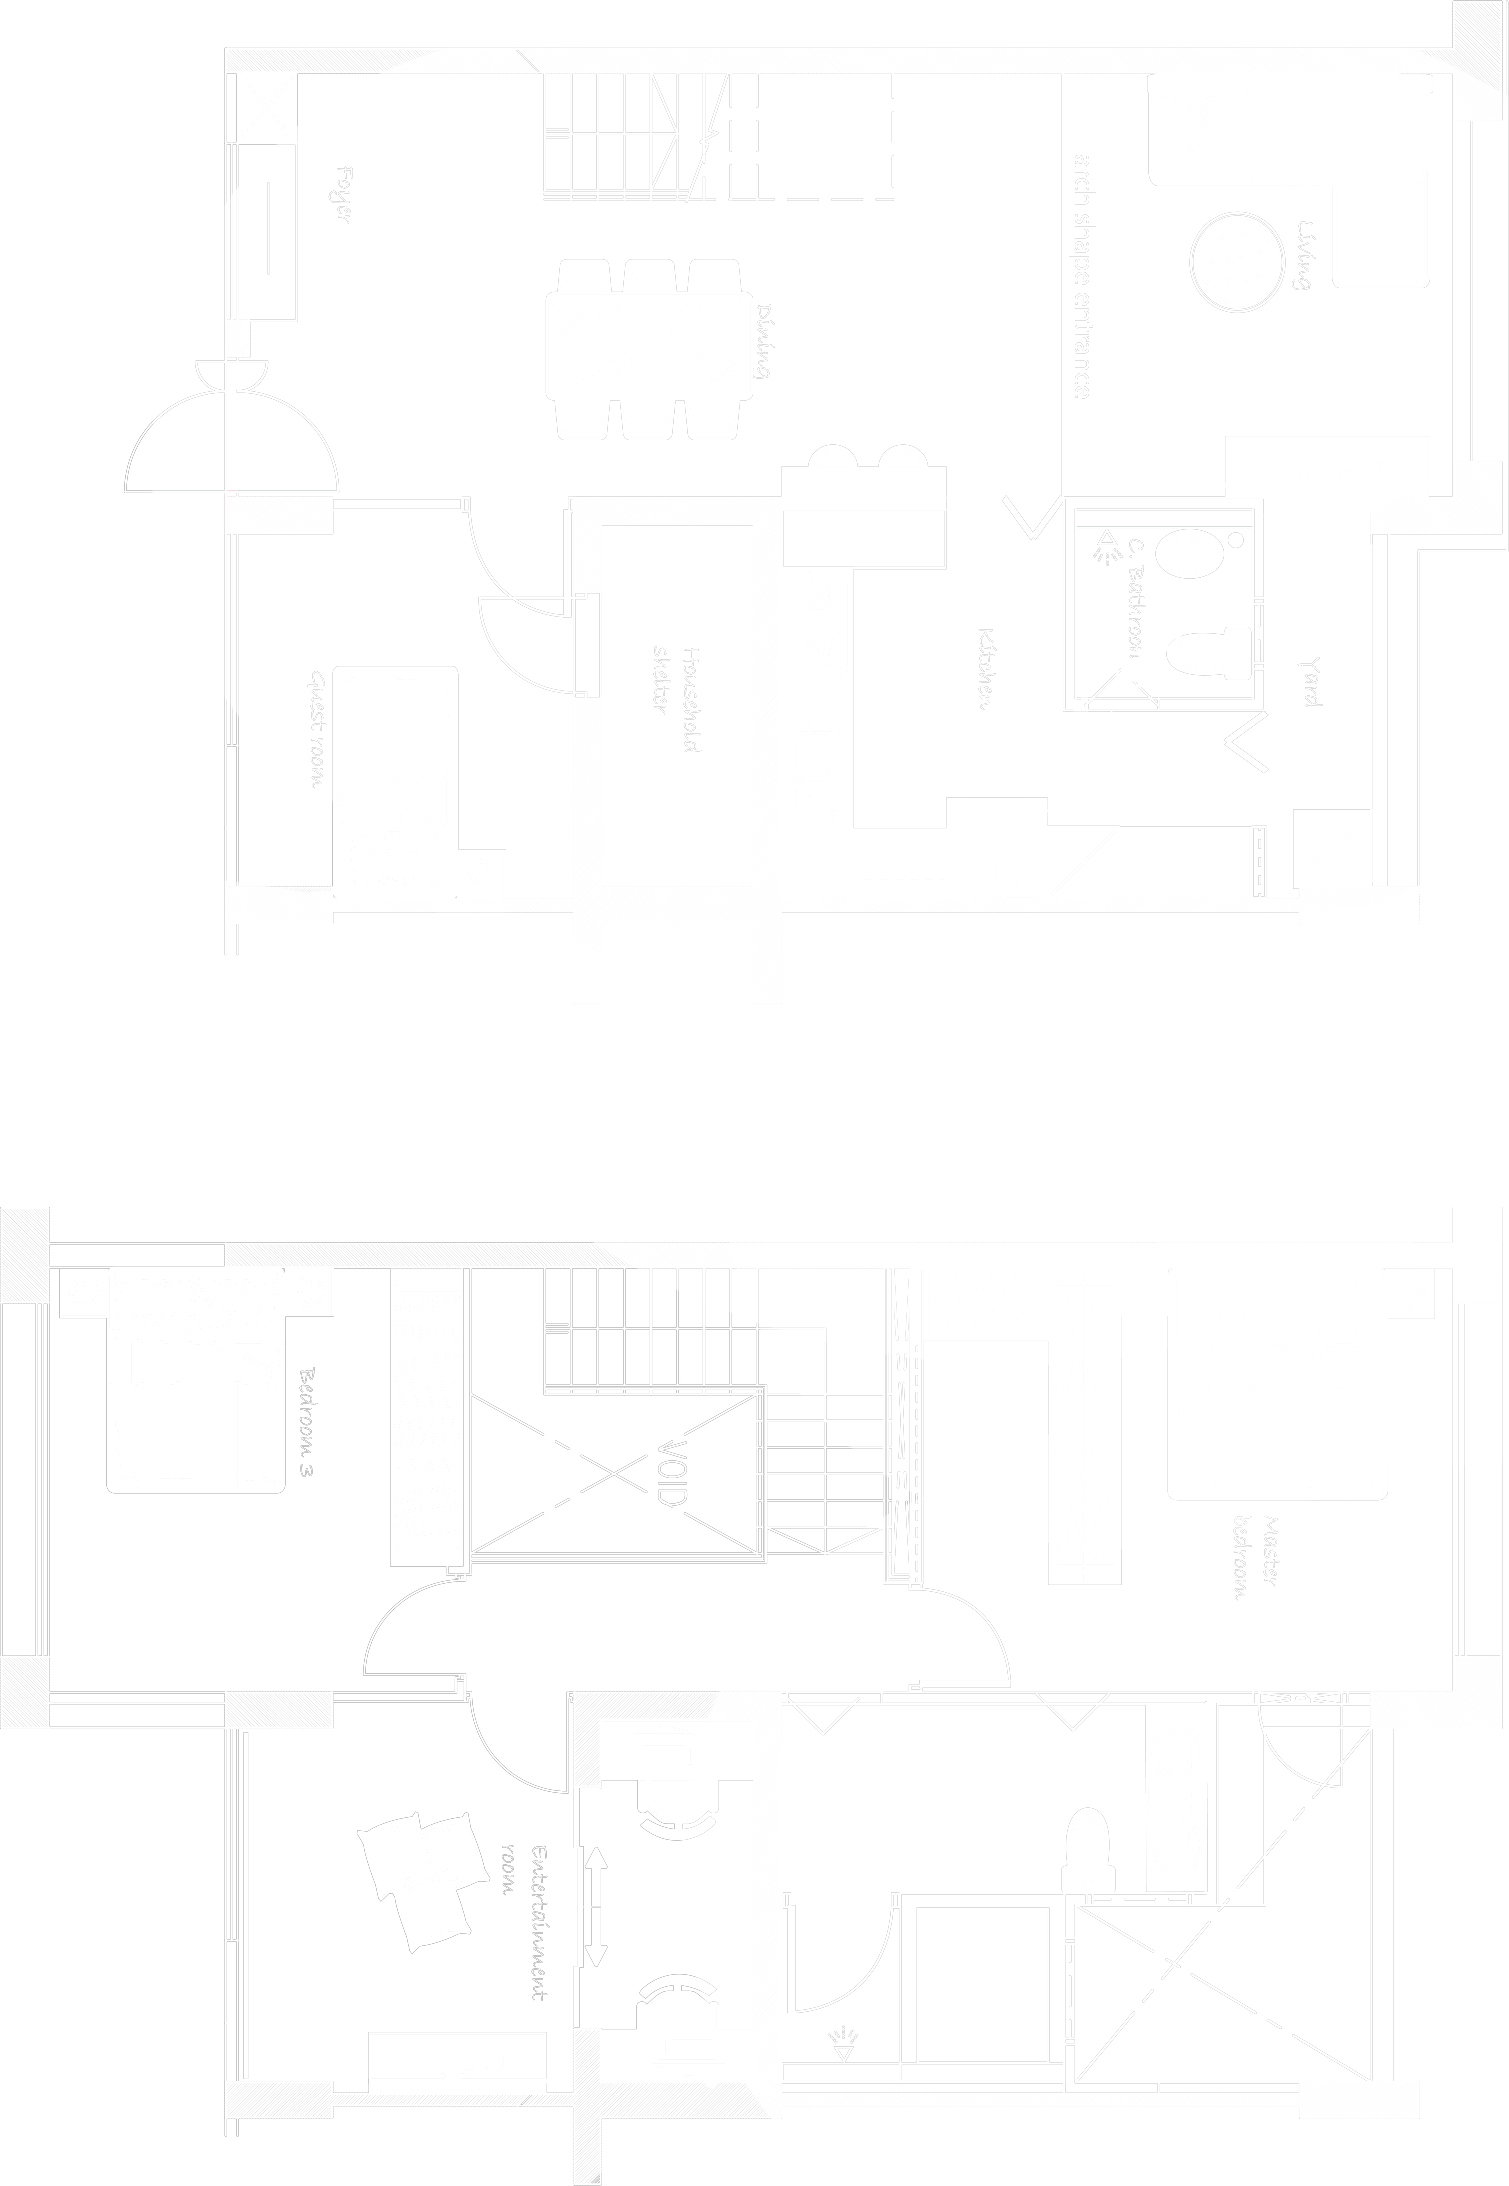 Foyer
arch shape entrance
Living
Dining
C. Bathroom
Kitchen
Yard
Household
shelter
Guest room
Bedroom 3
VOID
Master
bedroom
Entertainment
room